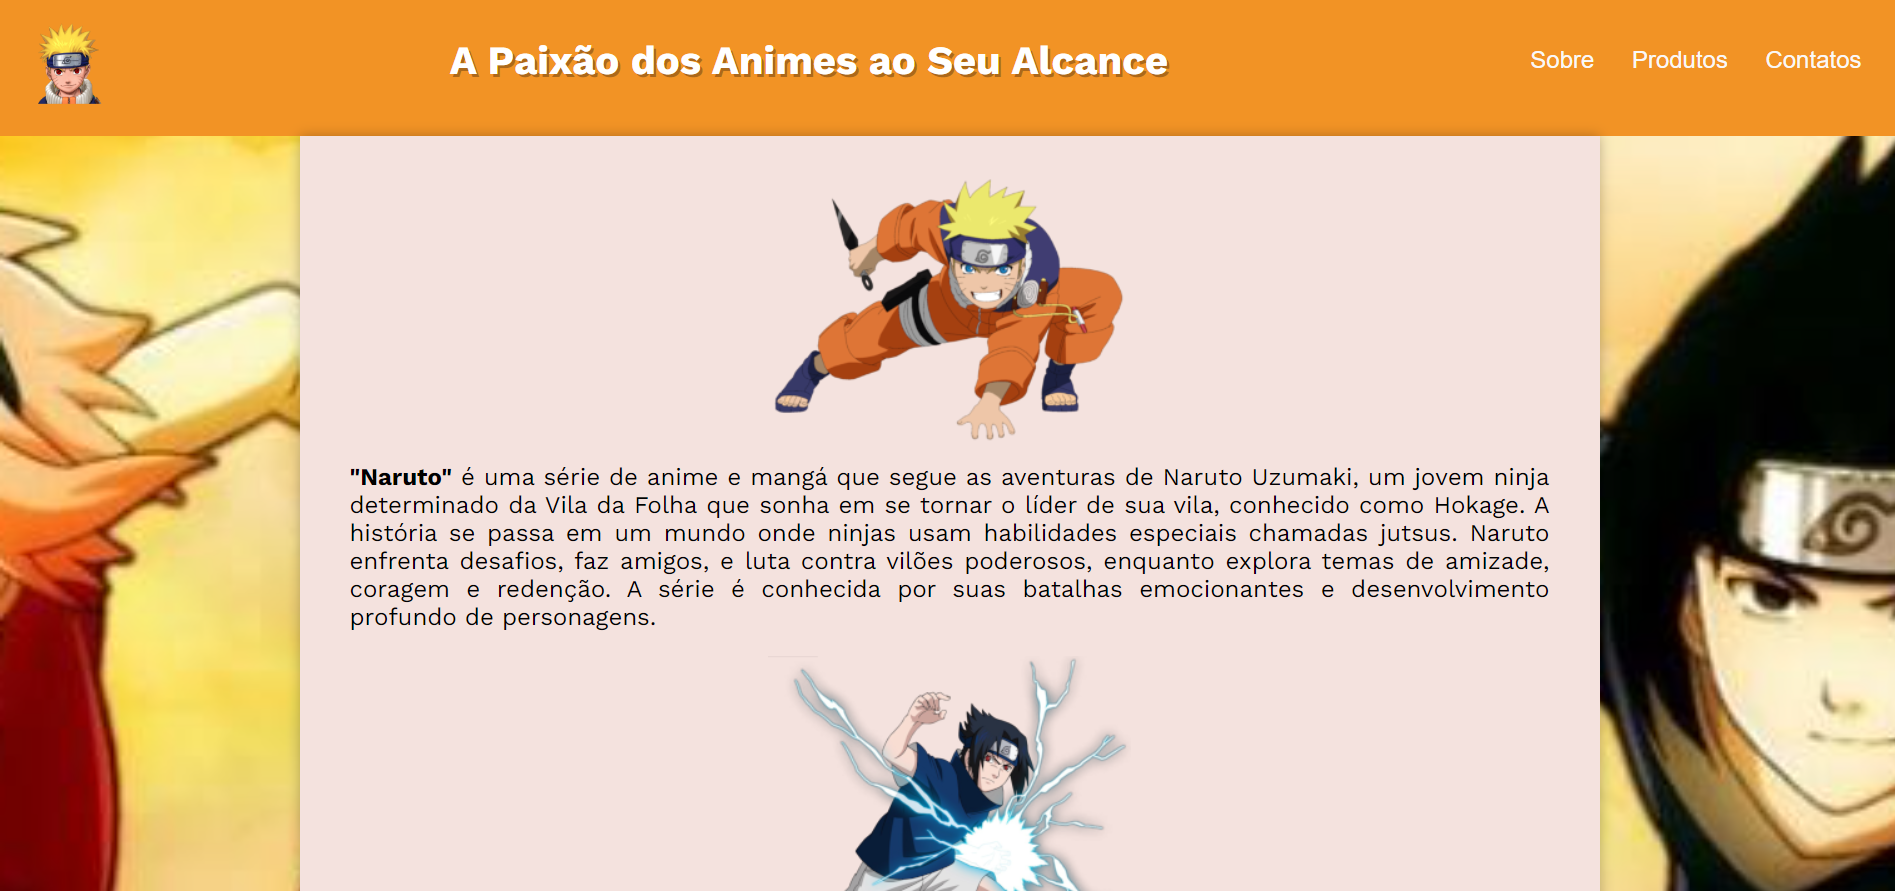 A Paixão dos Animes ao Seu Alcance
Sobre Produtos Contatos
"Naruto" é uma série de anime e mangá que segue as aventuras de Naruto Uzumaki, um jovem ninja
determinado da Vila da Folha que sonha em se tornar o líder de sua vila, conhecido como Hokage. A
história se passa em um mundo onde ninjas usam habilidades especiais chamadas jutsus. Naruto
enfrenta desafios, faz amigos, e luta contra vilões poderosos, enquanto explora temas de amizade,
coragem e redenção. A série é conhecida por suas batalhas emocionantes e desenvolvimento
profundo de personagens.